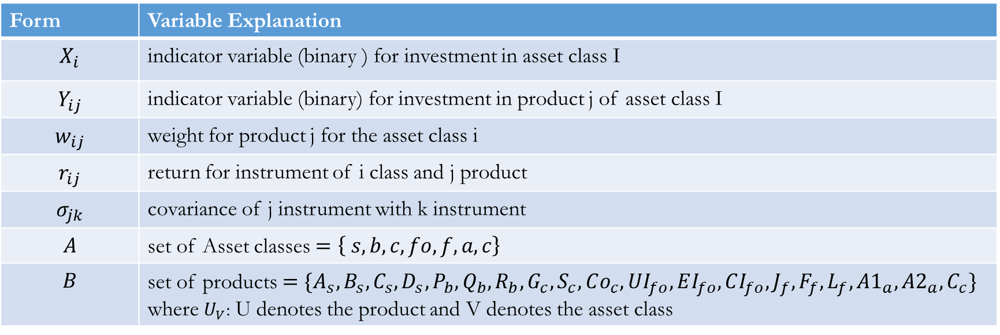 Form Variable Explanation
X_i indicator variable (binary ) for investment in asset class I
Y_{ij} indicator variable (binary) for investment in product j of asset class I
w_{ij} weight for product j for the asset class i
r_{ij} return for instrument of i class and j product
σ_{jk} covariance of j instrument with k instrument
A set of Asset classes = { s, b, c, fo, f, a, c}
B set of products = {A_s, B_s, C_s, D_s, P_b, Q_b, R_b, G_c, S_c, Co_c, UI_{fo}, EI_{fo}, CI_{fo}, J_f, F_f, L_f, A1_a, A2_a, C_c}
where U_V: U denotes the product and V denotes the asset class